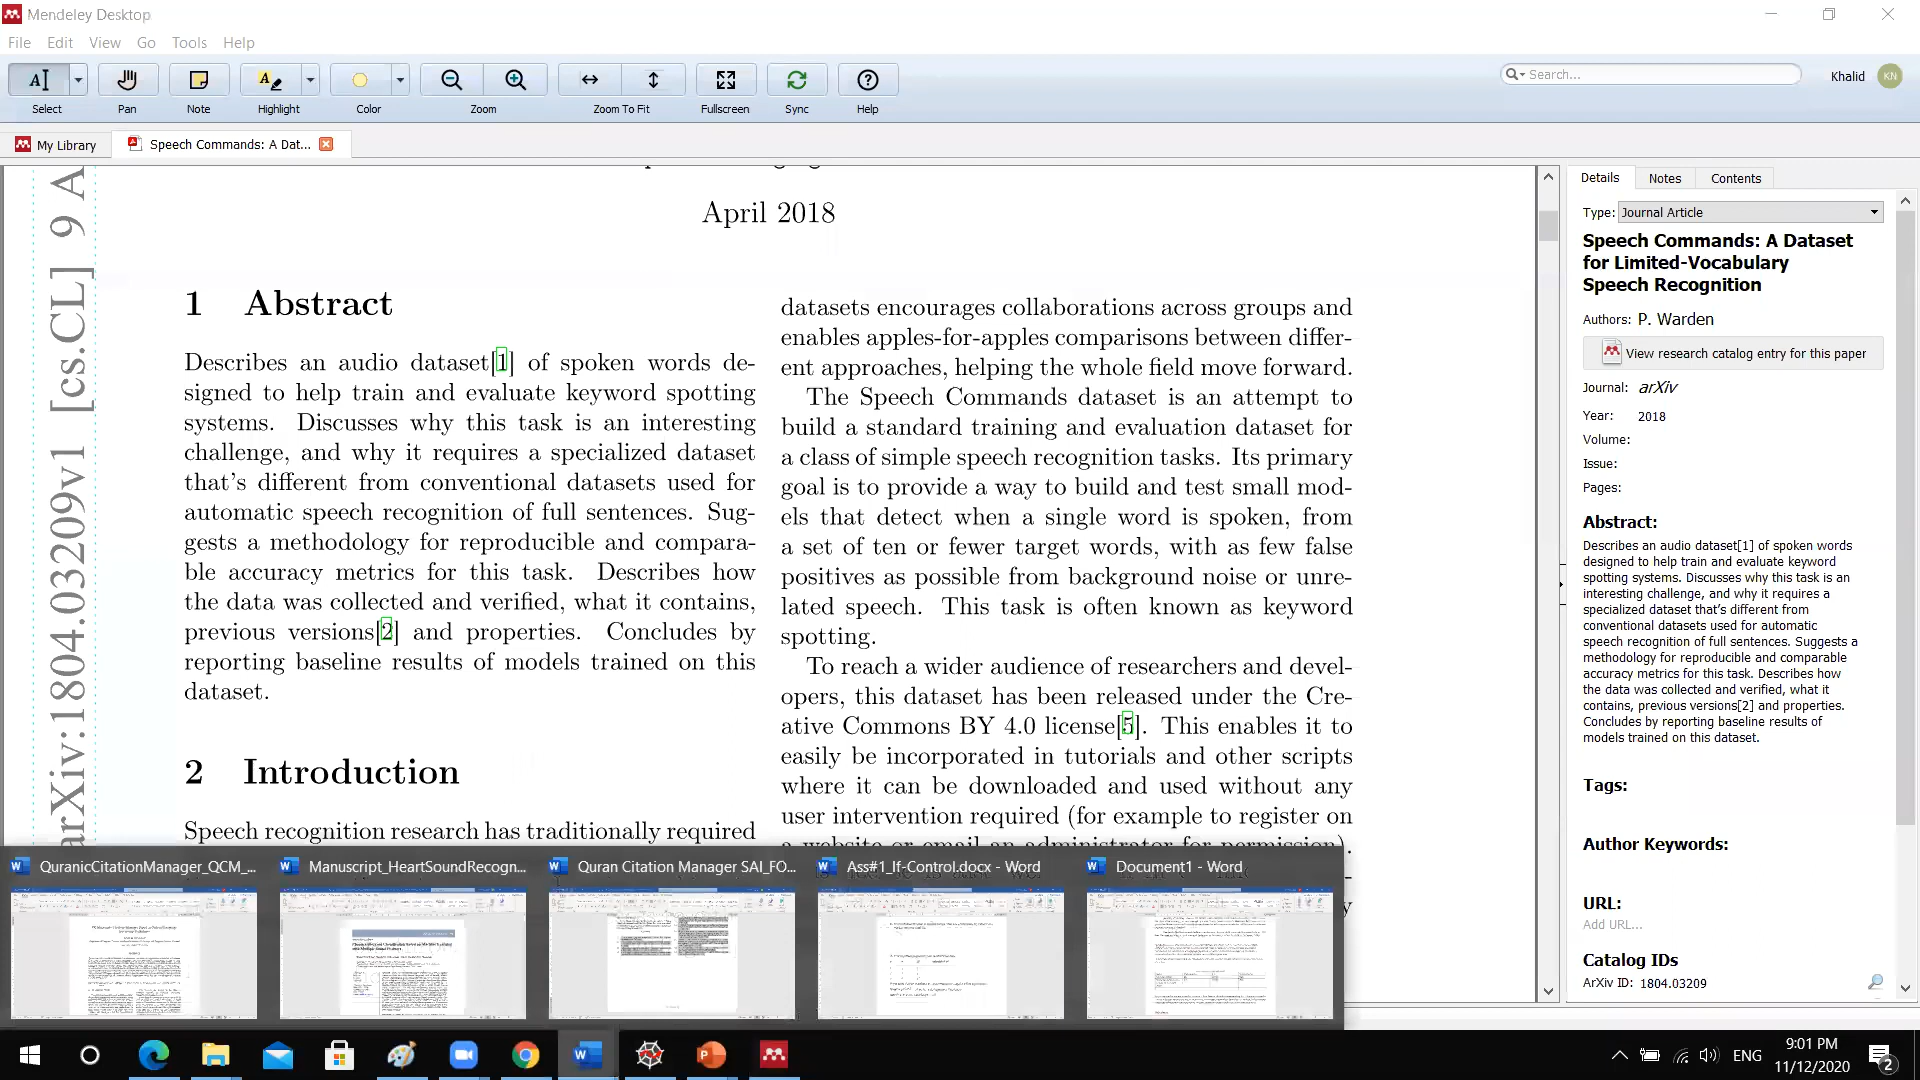 Mendeley Desktop
File Edit View Go Tools Help
Select Pan Note Highlight Color Zoom Zoom To Fit Fullscreen Sync Help
Search...
Khalid KN
My Library
Speech Commands: A Dat...
arXiv:1804.03209v1 [cs.CL] 9 A
April 2018
1 Abstract
Describes an audio dataset[1] of spoken words de-
signed to help train and evaluate keyword spotting
systems. Discusses why this task is an interesting
challenge, and why it requires a specialized dataset
that's different from conventional datasets used for
automatic speech recognition of full sentences. Sug-
gests a methodology for reproducible and compara-
ble accuracy metrics for this task. Describes how
the data was collected and verified, what it contains,
previous versions[2] and properties. Concludes by
reporting baseline results of models trained on this
dataset.
2 Introduction
Speech recognition research has traditionally required
datasets encourages collaborations across groups and
enables apples-for-apples comparisons between differ-
ent approaches, helping the whole field move forward.
The Speech Commands dataset is an attempt to
build a standard training and evaluation dataset for
a class of simple speech recognition tasks. Its primary
goal is to provide a way to build and test small mod-
els that detect when a single word is spoken, from
a set of ten or fewer target words, with as few false
positives as possible from background noise or unre-
lated speech. This task is often known as keyword
spotting.
To reach a wider audience of researchers and devel-
opers, this dataset has been released under the Cre-
ative Commons BY 4.0 license[5]. This enables it to
easily be incorporated in tutorials and other scripts
where it can be downloaded and used without any
user intervention required (for example to register on
a website or email an administrator for permission).
Details Notes Contents
Type: Journal Article
Speech Commands: A Dataset
for Limited-Vocabulary
Speech Recognition
Authors: P. Warden
View research catalog entry for this paper
Journal: arXiv
Year: 2018
Volume:
Issue:
Pages:
Abstract:
Describes an audio dataset[1] of spoken words
designed to help train and evaluate keyword
spotting systems. Discusses why this task is an
interesting challenge, and why it requires a
specialized dataset that's different from
conventional datasets used for automatic
speech recognition of full sentences. Suggests a
methodology for reproducible and comparable
accuracy metrics for this task. Describes how
the data was collected and verified, what it
contains, previous versions[2] and properties.
Concludes by reporting baseline results of
models trained on this dataset.
Tags:
Author Keywords:
URL:
Add URL...
Catalog IDs
ArXiv ID: 1804.03209
QuranicCitationManager_QCM_...
Manuscript_HeartSoundRecogn...
Quran Citation Manager SAI_FO...
Ass#1_If-Control.docx - Word
Document1 - Word
ENG
9:01 PM
11/12/2020
2